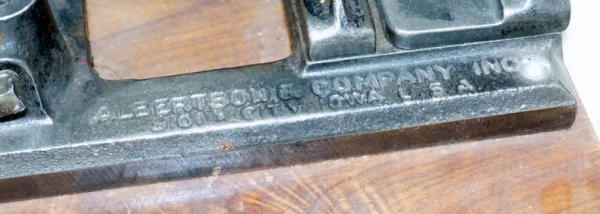 ALBERTSON & COMPANY INC.
SIOUX CITY IOWA U.S.A.